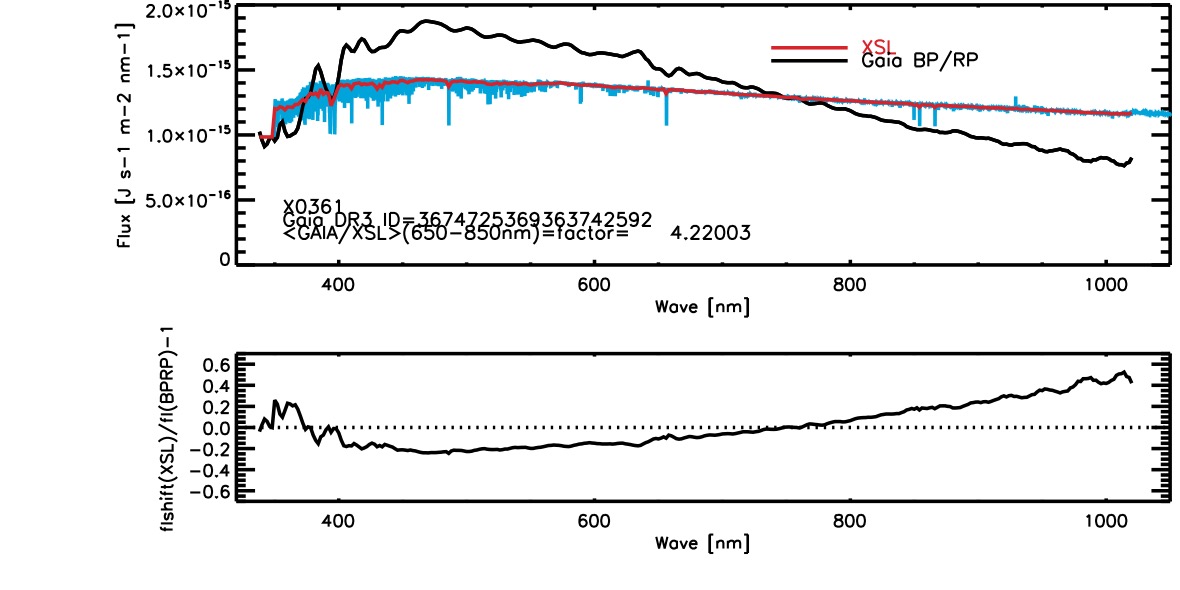 2.0×10⁻¹⁵
1.5×10⁻¹⁵
1.0×10⁻¹⁵
5.0×10⁻¹⁶
0
Flux [J s−1 m−2 nm−1]
XSL
Gaia BP/RP
X0361
Gaia DR3 ID=3674725369363742592
<GAIA/XSL>(650−850nm)=factor= 4.22003
400 600 800 1000
Wave [nm]
0.6
0.4
0.2
0.0
−0.2
−0.4
−0.6
flshift(XSL)/fl(BPRP)−1
400 600 800 1000
Wave [nm]